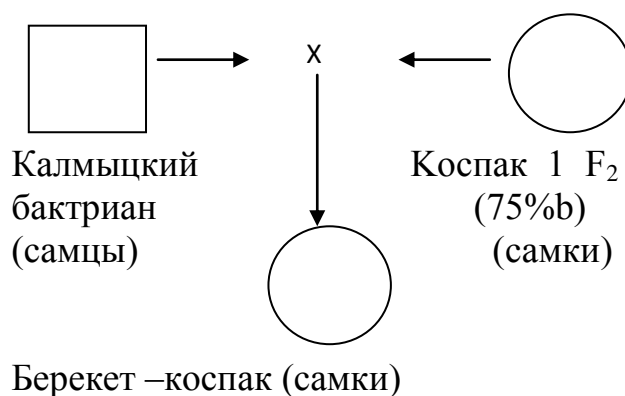 X
Калмыцкий
бактриан
(самцы)
Коспак 1 F₂
(75%b)
(самки)
Берекет –коспак (самки)